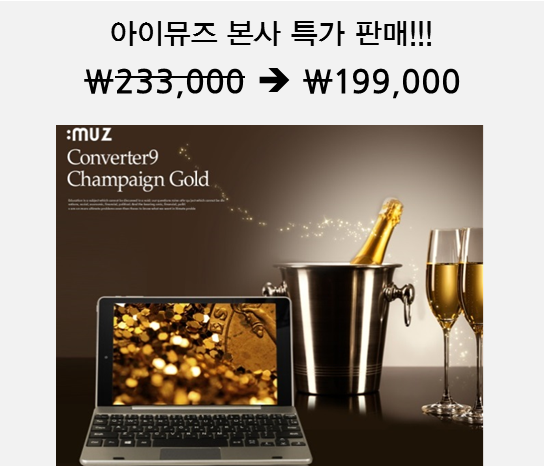 아이뮤즈 본사 특가 판매!!!
₩233,000 ➔ ₩199,000
:MUZ
Converter9
Champaign Gold